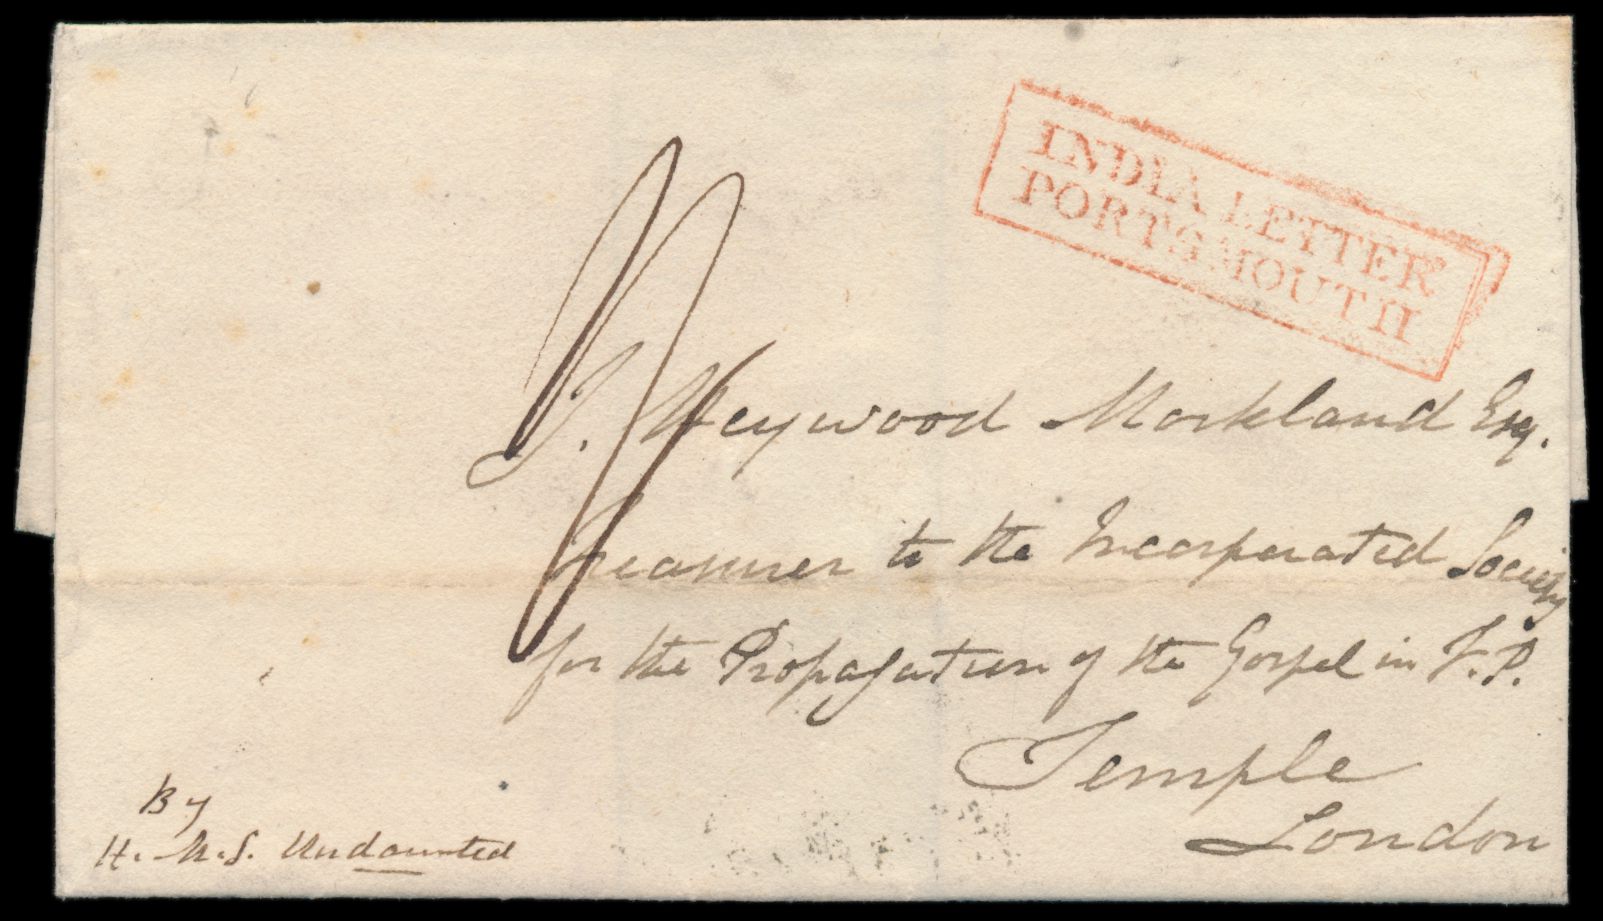 INDIA LETTER
PORTSMOUTH
J. Heywood Markland Esq.
Treasurer to the Incorporated Society
for the Propagation of the Gospel in F.P.
Temple
London
By
H. M. S. Undaunted